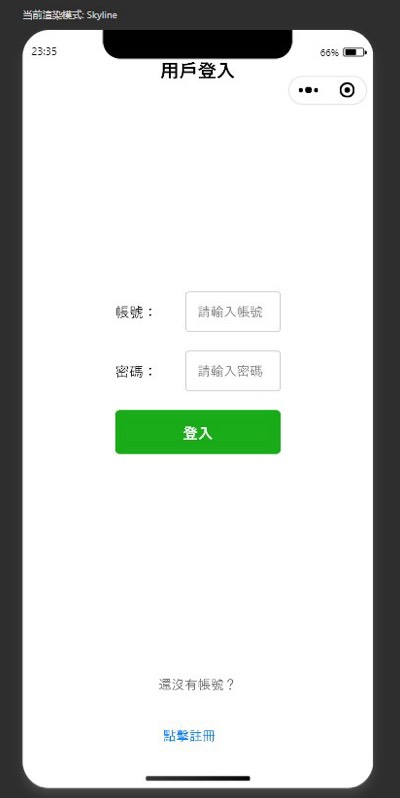 当前渲染模式: Skyline
23:35
66%
用戶登入
帳號：
請輸入帳號
密碼：
請輸入密碼
登入
還沒有帳號？
點擊註冊